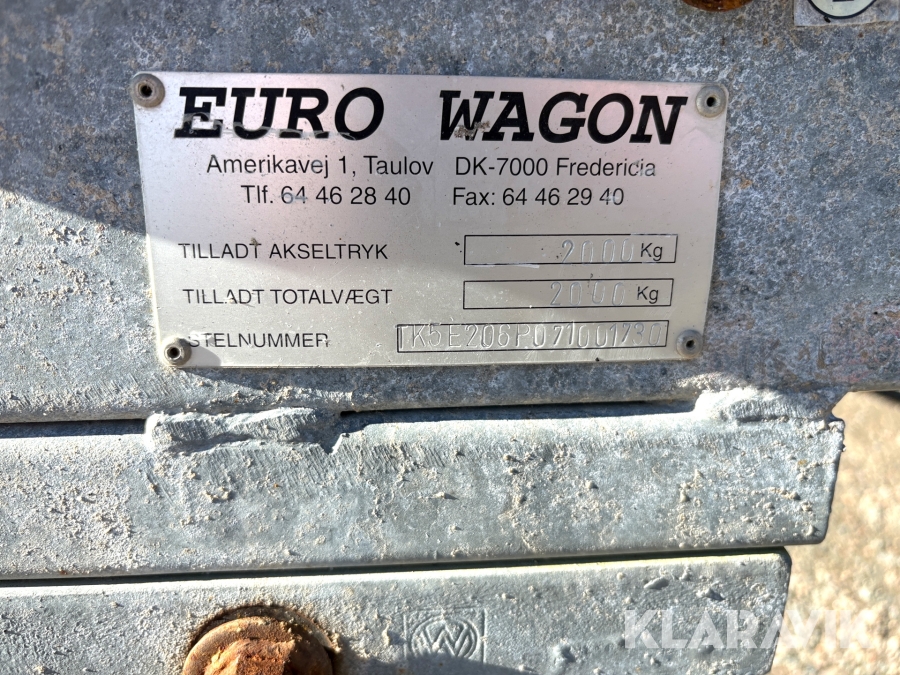 EURO WAGON
Amerikavej 1, Taulov DK-7000 Fredericia
Tlf. 64 46 28 40 Fax: 64 46 29 40
TILLADT AKSELTRYK 2000 Kg
TILLADT TOTALVÆGT 2000 Kg
STELNUMMER TK5E206P071001730
W
KLARAVIK